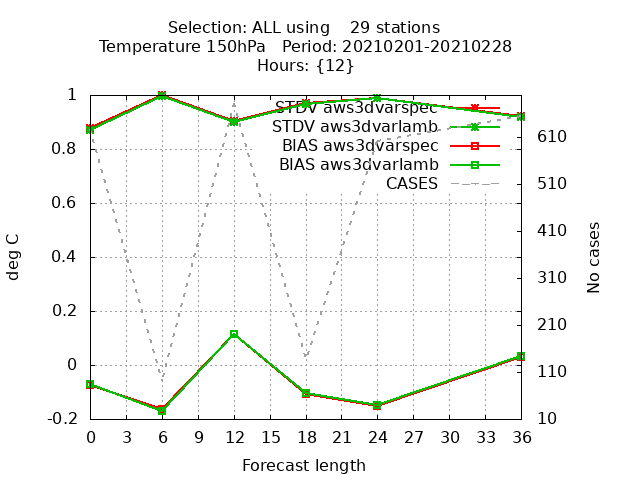 Selection: ALL using 29 stations
Temperature 150hPa Period: 20210201-20210228
Hours: {12}
STDV aws3dvarspec
STDV aws3dvarlamb
BIAS aws3dvarspec
BIAS aws3dvarlamb
CASES
1
0.8
0.6
0.4
0.2
0
-0.2
deg C
610
510
410
310
210
110
10
No cases
0 3 6 9 12 15 18 21 24 27 30 33 36
Forecast length